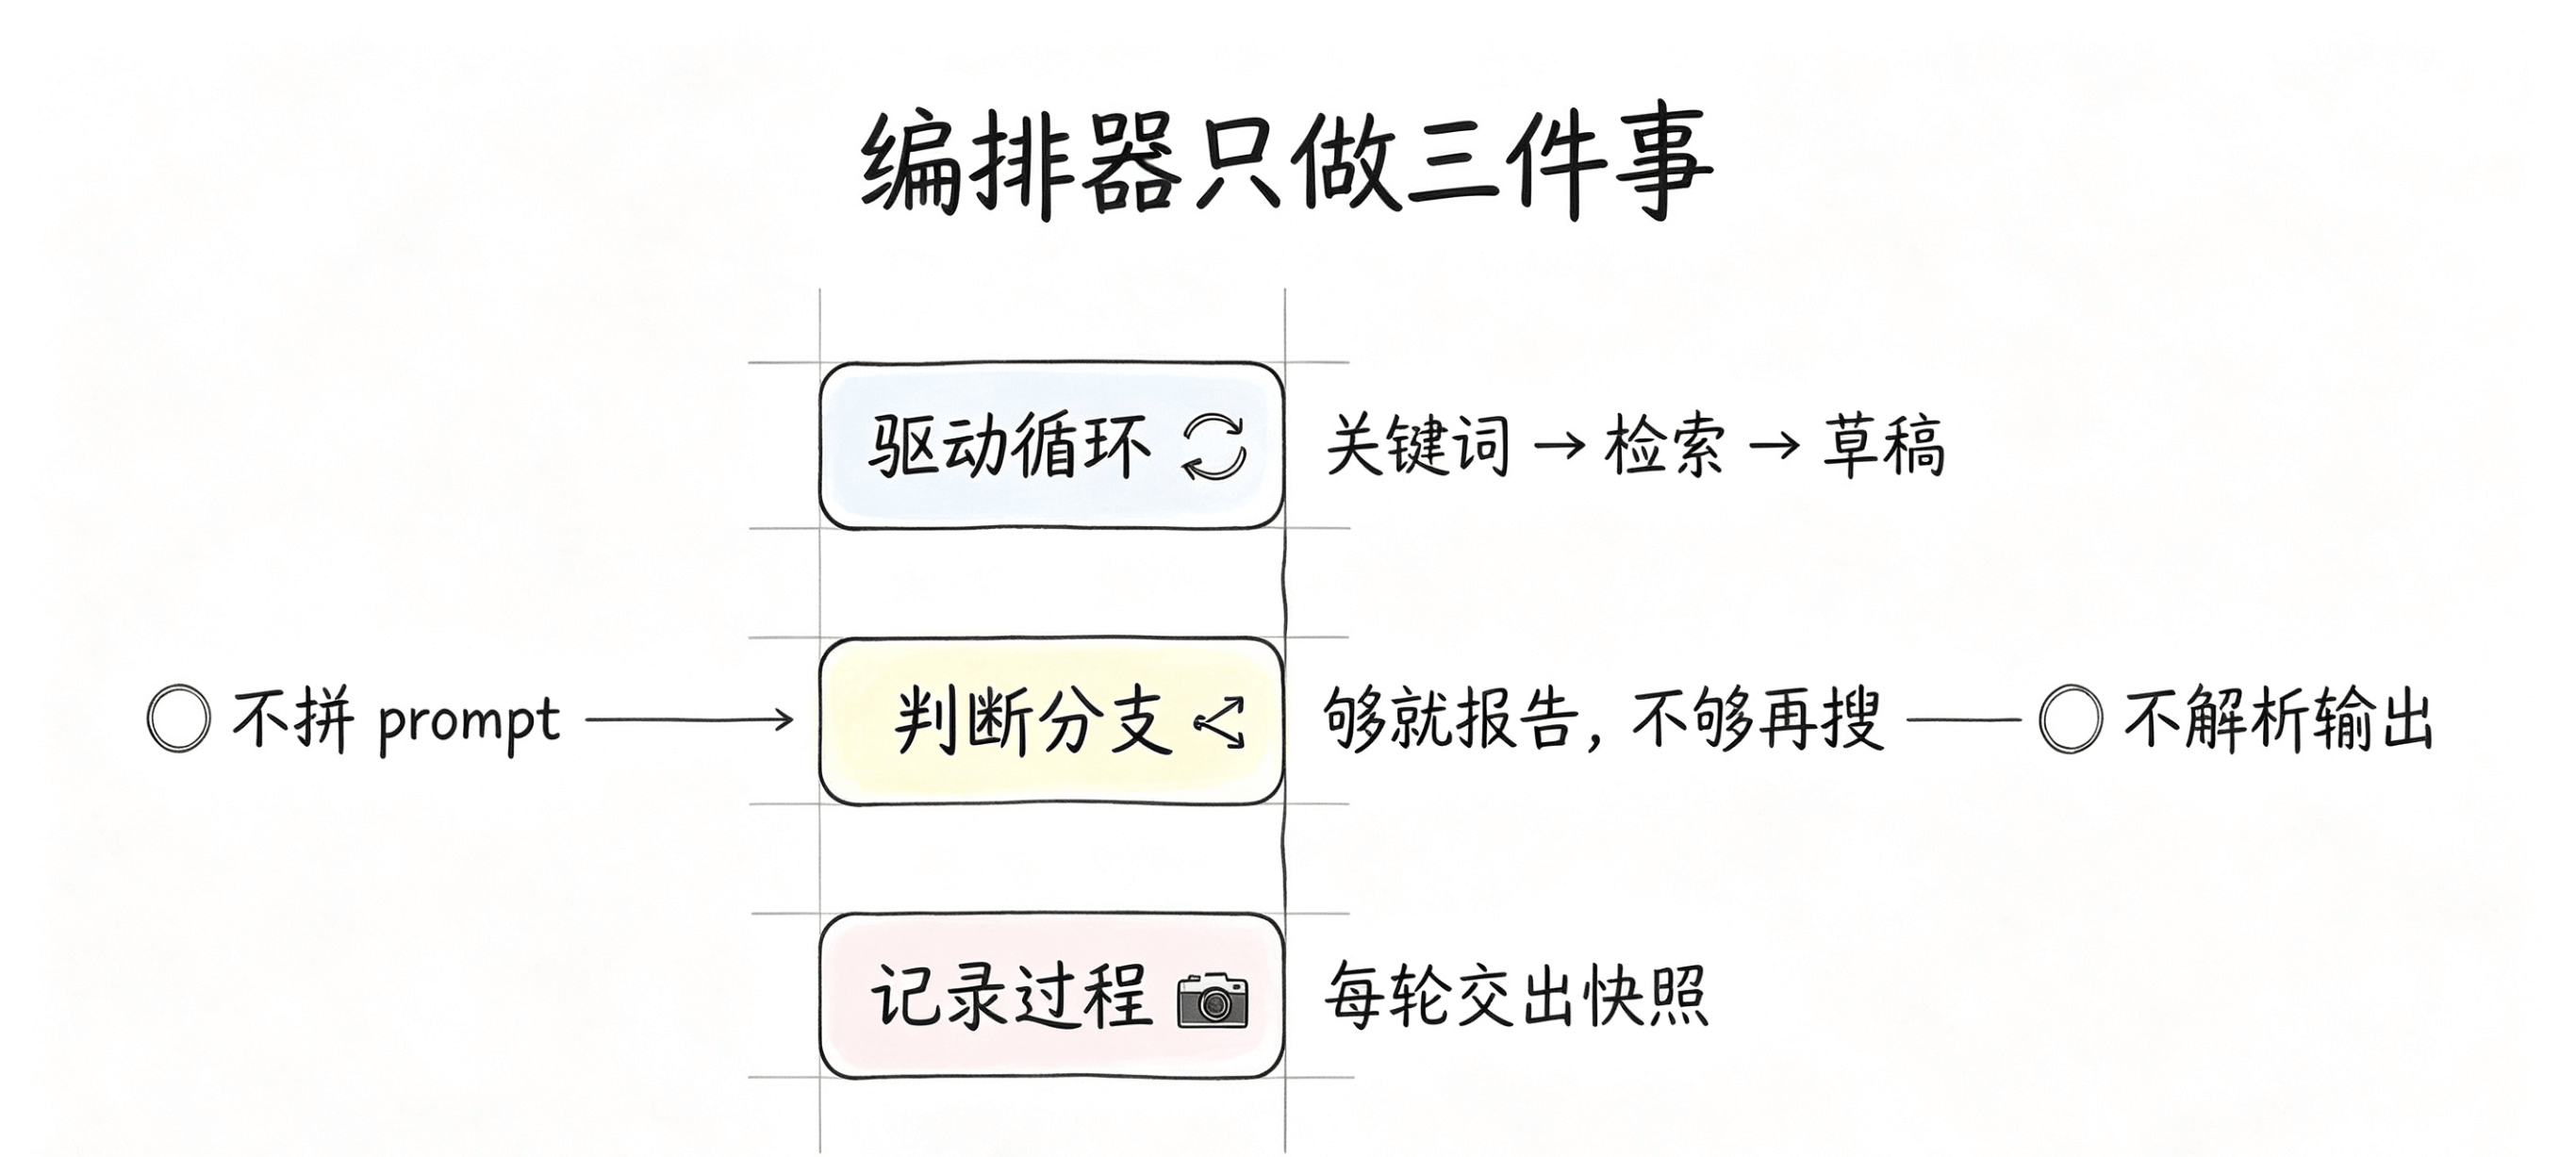 编排器只做三件事
驱动循环 关键词 → 检索 → 草稿
不拼 prompt → 判断分支 够就报告, 不够再搜 — 不解析输出
记录过程 每轮交出快照